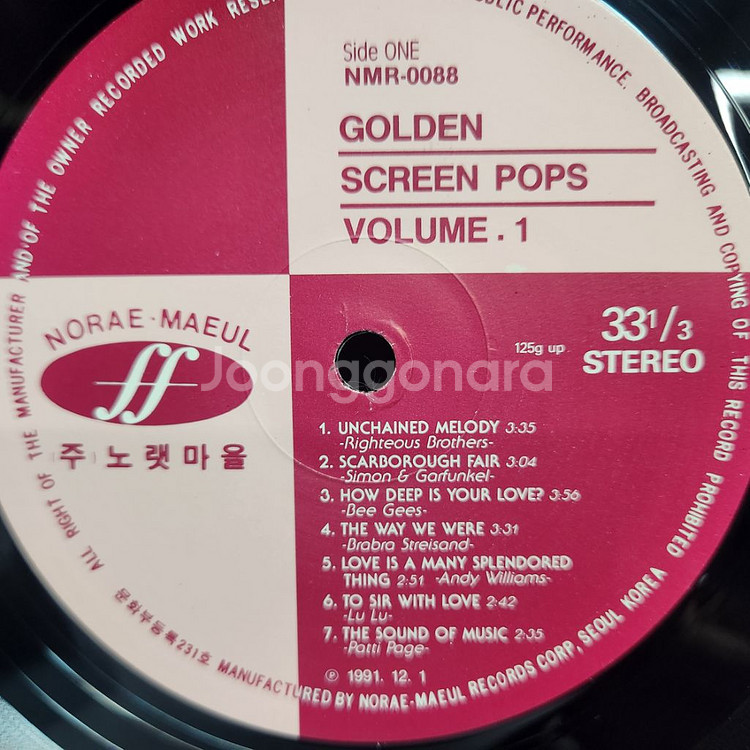 Side ONE
NMR-0088
GOLDEN
SCREEN POPS
VOLUME . 1
NORAE-MAEUL
ff
주 노랫마을
125g up
33 1/3
STEREO
Joonggonara
1. UNCHAINED MELODY 3:35
-Righteous Brothers-
2. SCARBOROUGH FAIR 3:04
-Simon & Garfunkel-
3. HOW DEEP IS YOUR LOVE? 3:56
-Bee Gees-
4. THE WAY WE WERE 3:31
-Brabra Streisand-
5. LOVE IS A MANY SPLENDORED
THING 2:51 -Andy Williams-
6. TO SIR WITH LOVE 2:42
-Lu Lu-
7. THE SOUND OF MUSIC 2:35
-Patti Page-
℗ 1991. 12. 1
ALL RIGHT OF THE MANUFACTURER AND·OF THE OWNER RECORDED WORK
PERFORMANCE. BROADCASTING AND COPYING OF THIS RECORD PROHIBITED
문화부등록231호 MANUFACTURED BY NORAE-MAEUL RECORDS CORP, SEOUL KOREA